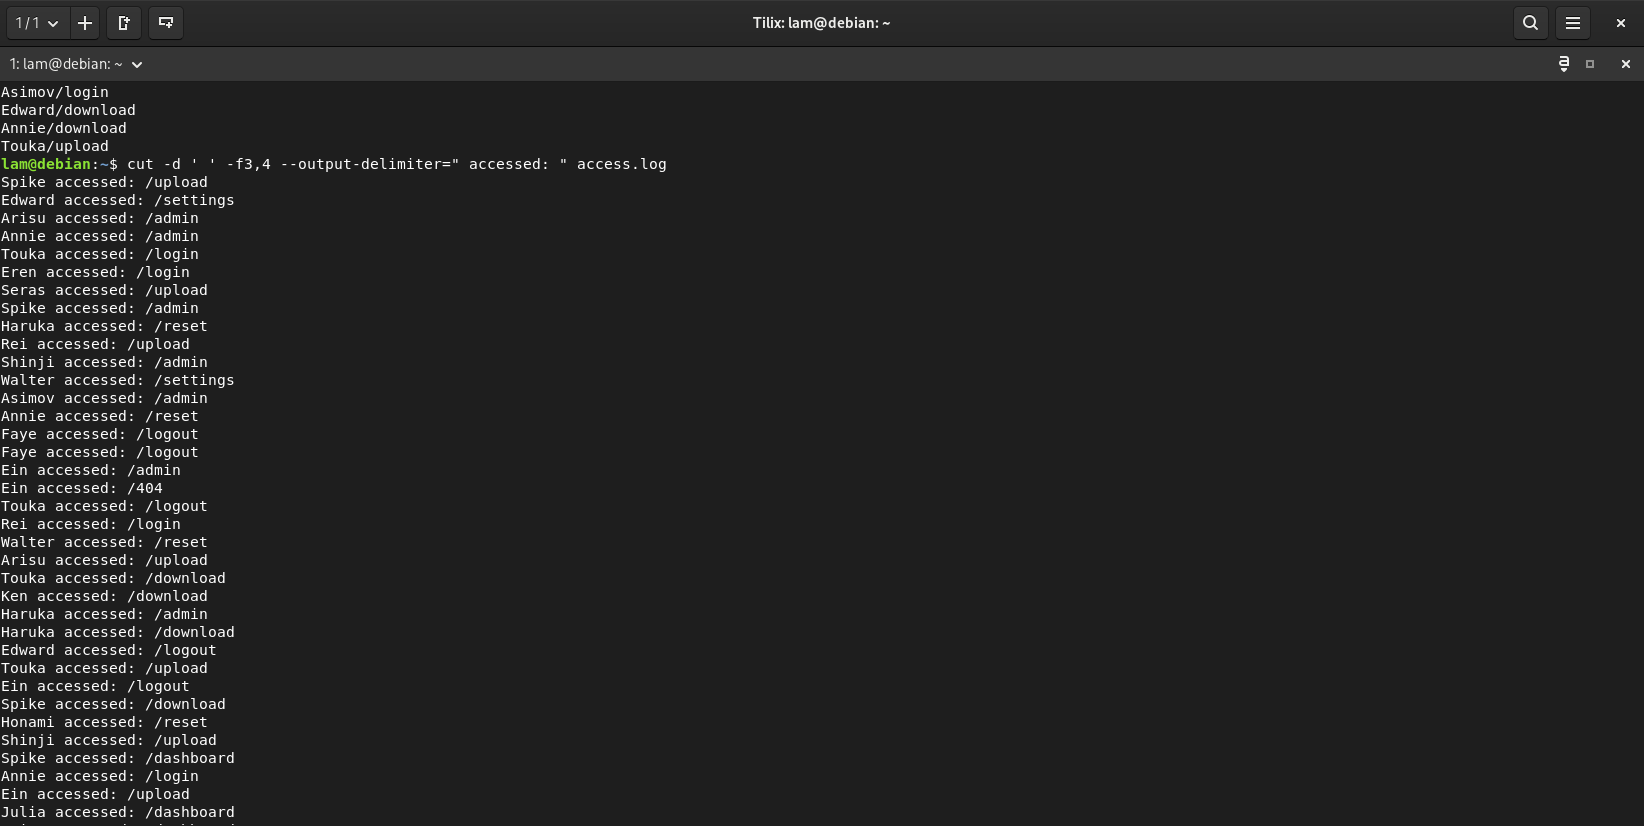 1 / 1
Tilix: lam@debian: ~
1: lam@debian: ~
Asimov/login
Edward/download
Annie/download
Touka/upload
lam@debian:~$ cut -d ' ' -f3,4 --output-delimiter=" accessed: " access.log
Spike accessed: /upload
Edward accessed: /settings
Arisu accessed: /admin
Annie accessed: /admin
Touka accessed: /login
Eren accessed: /login
Seras accessed: /upload
Spike accessed: /admin
Haruka accessed: /reset
Rei accessed: /upload
Shinji accessed: /admin
Walter accessed: /settings
Asimov accessed: /admin
Annie accessed: /reset
Faye accessed: /logout
Faye accessed: /logout
Ein accessed: /admin
Ein accessed: /404
Touka accessed: /logout
Rei accessed: /login
Walter accessed: /reset
Arisu accessed: /upload
Touka accessed: /download
Ken accessed: /download
Haruka accessed: /admin
Haruka accessed: /download
Edward accessed: /logout
Touka accessed: /upload
Ein accessed: /logout
Spike accessed: /download
Honami accessed: /reset
Shinji accessed: /upload
Spike accessed: /dashboard
Annie accessed: /login
Ein accessed: /upload
Julia accessed: /dashboard